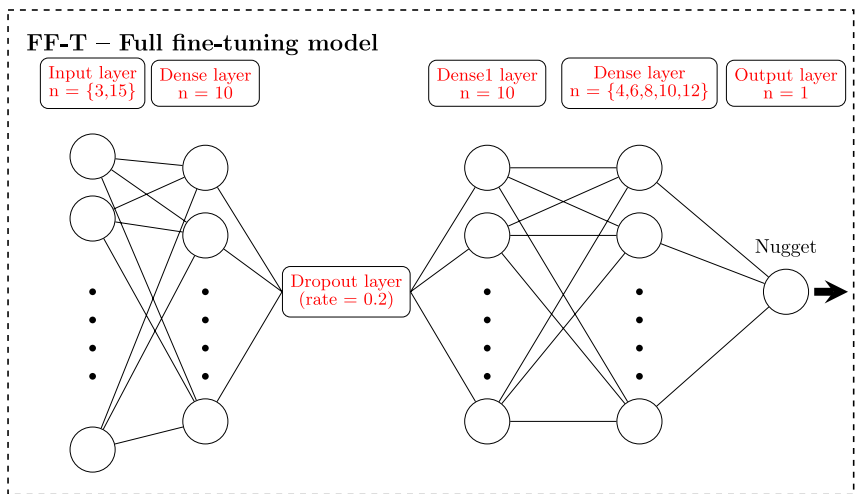 FF-T – Full fine-tuning model
Input layer
n = {3,15}
Dense layer
n = 10
Dense1 layer
n = 10
Dense layer
n = {4,6,8,10,12}
Output layer
n = 1
Dropout layer
(rate = 0.2)
Nugget